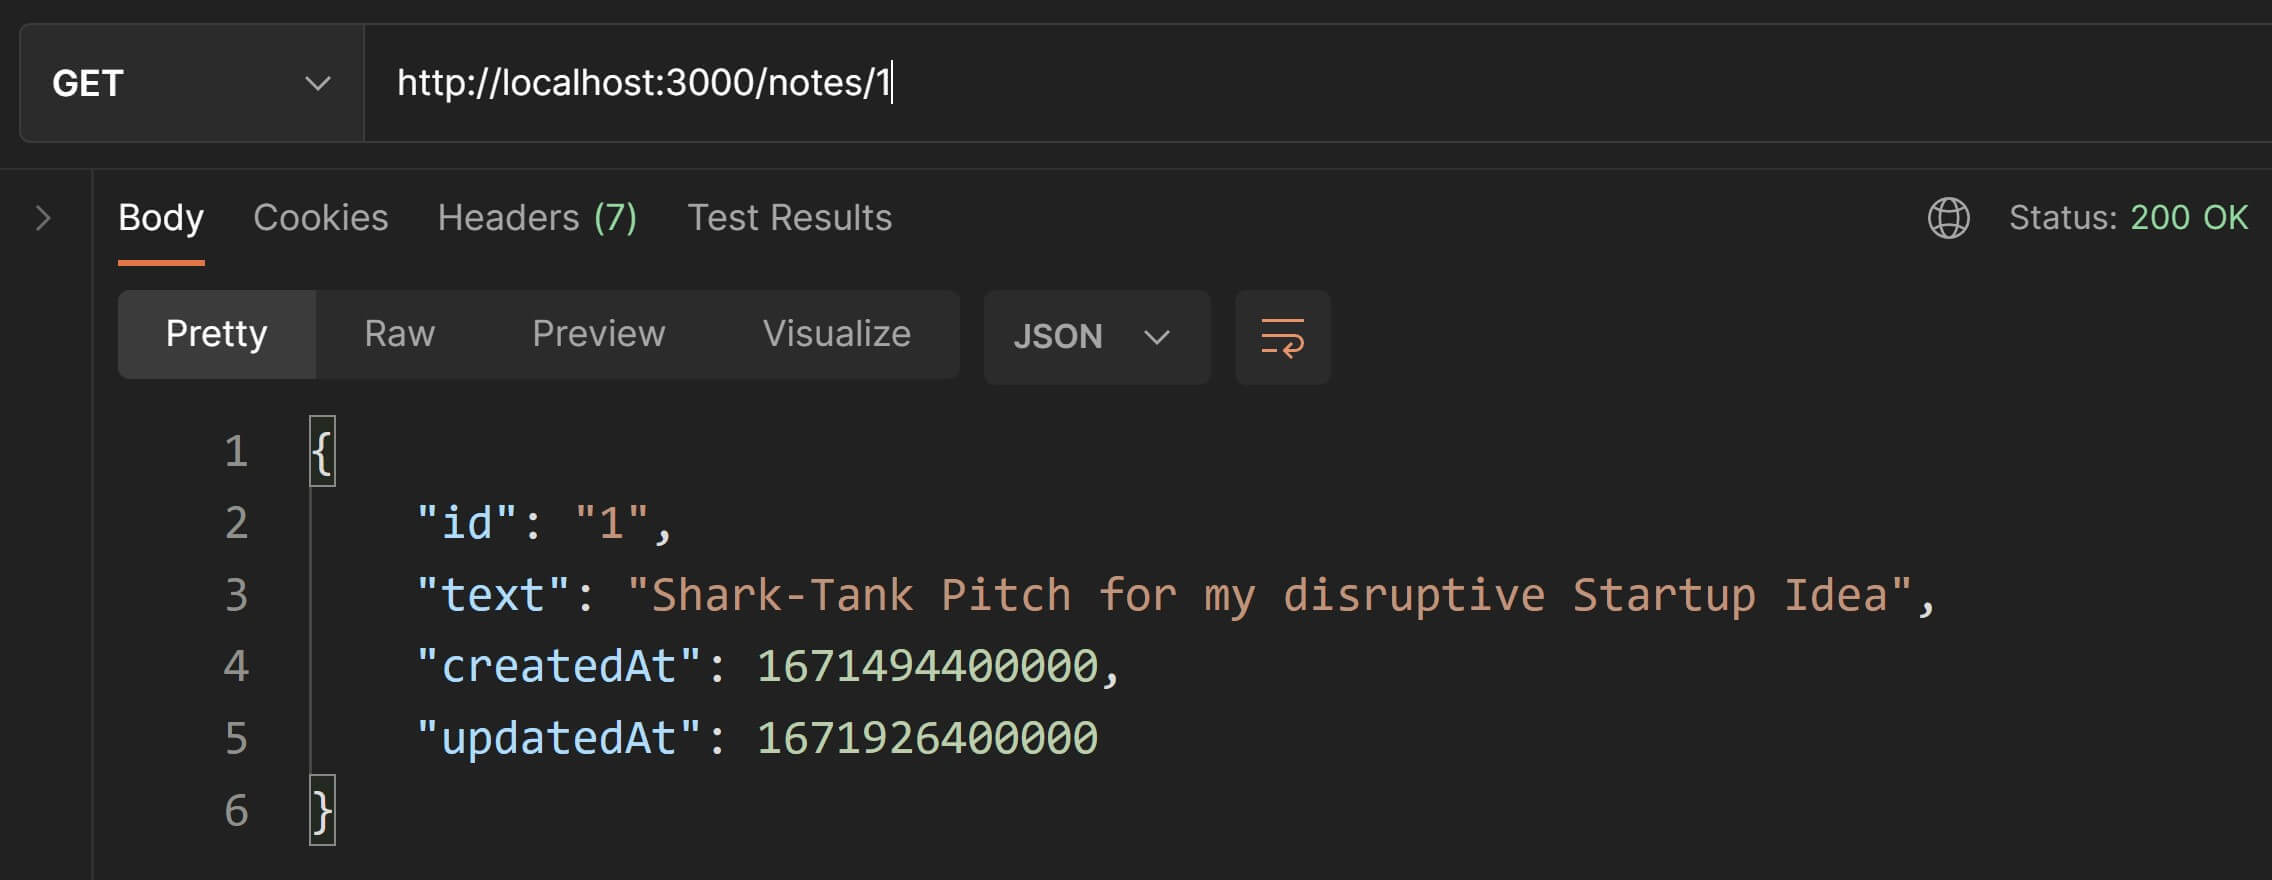 GET http://localhost:3000/notes/1
Body Cookies Headers (7) Test Results Status: 200 OK
Pretty Raw Preview Visualize JSON
1 {
2 "id": "1",
3 "text": "Shark-Tank Pitch for my disruptive Startup Idea",
4 "createdAt": 1671494400000,
5 "updatedAt": 1671926400000
6 }